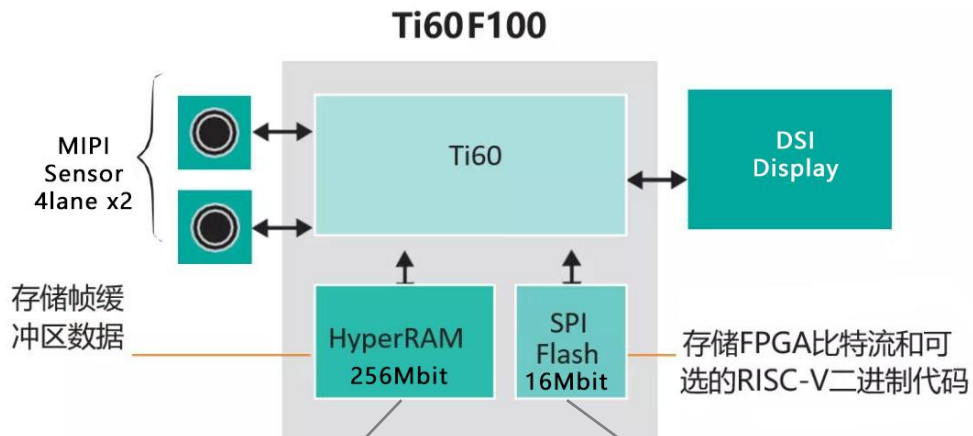 Ti60F100
MIPI
Sensor
4lane x2
Ti60
DSI
Display
存储帧缓
冲区数据
HyperRAM
256Mbit
SPI
Flash
16Mbit
存储FPGA比特流和可
选的RISC-V二进制代码